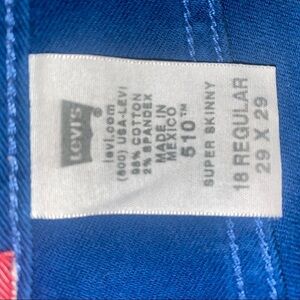 LEVI'S
levi.com
(800) USA-LEVI
98% COTTON
2% SPANDEX
MADE IN
MEXICO
510™
SUPER SKINNY
18 REGULAR
29 X 29